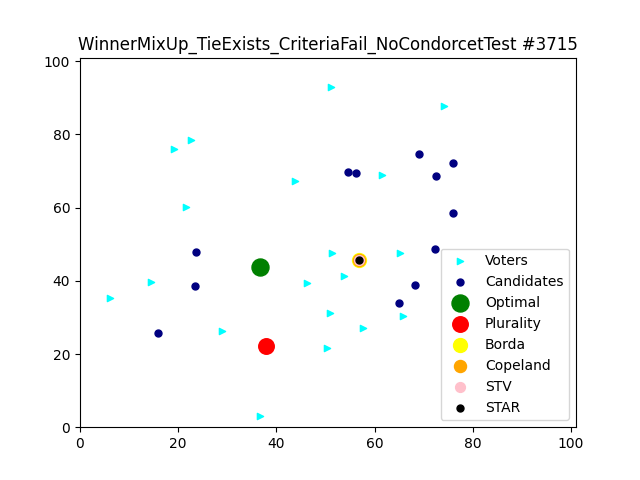 WinnerMixUp_TieExists_CriteriaFail_NoCondorcetTest #3715
100
80
60
40
20
0
0 20 40 60 80 100
Voters
Candidates
Optimal
Plurality
Borda
Copeland
STV
STAR